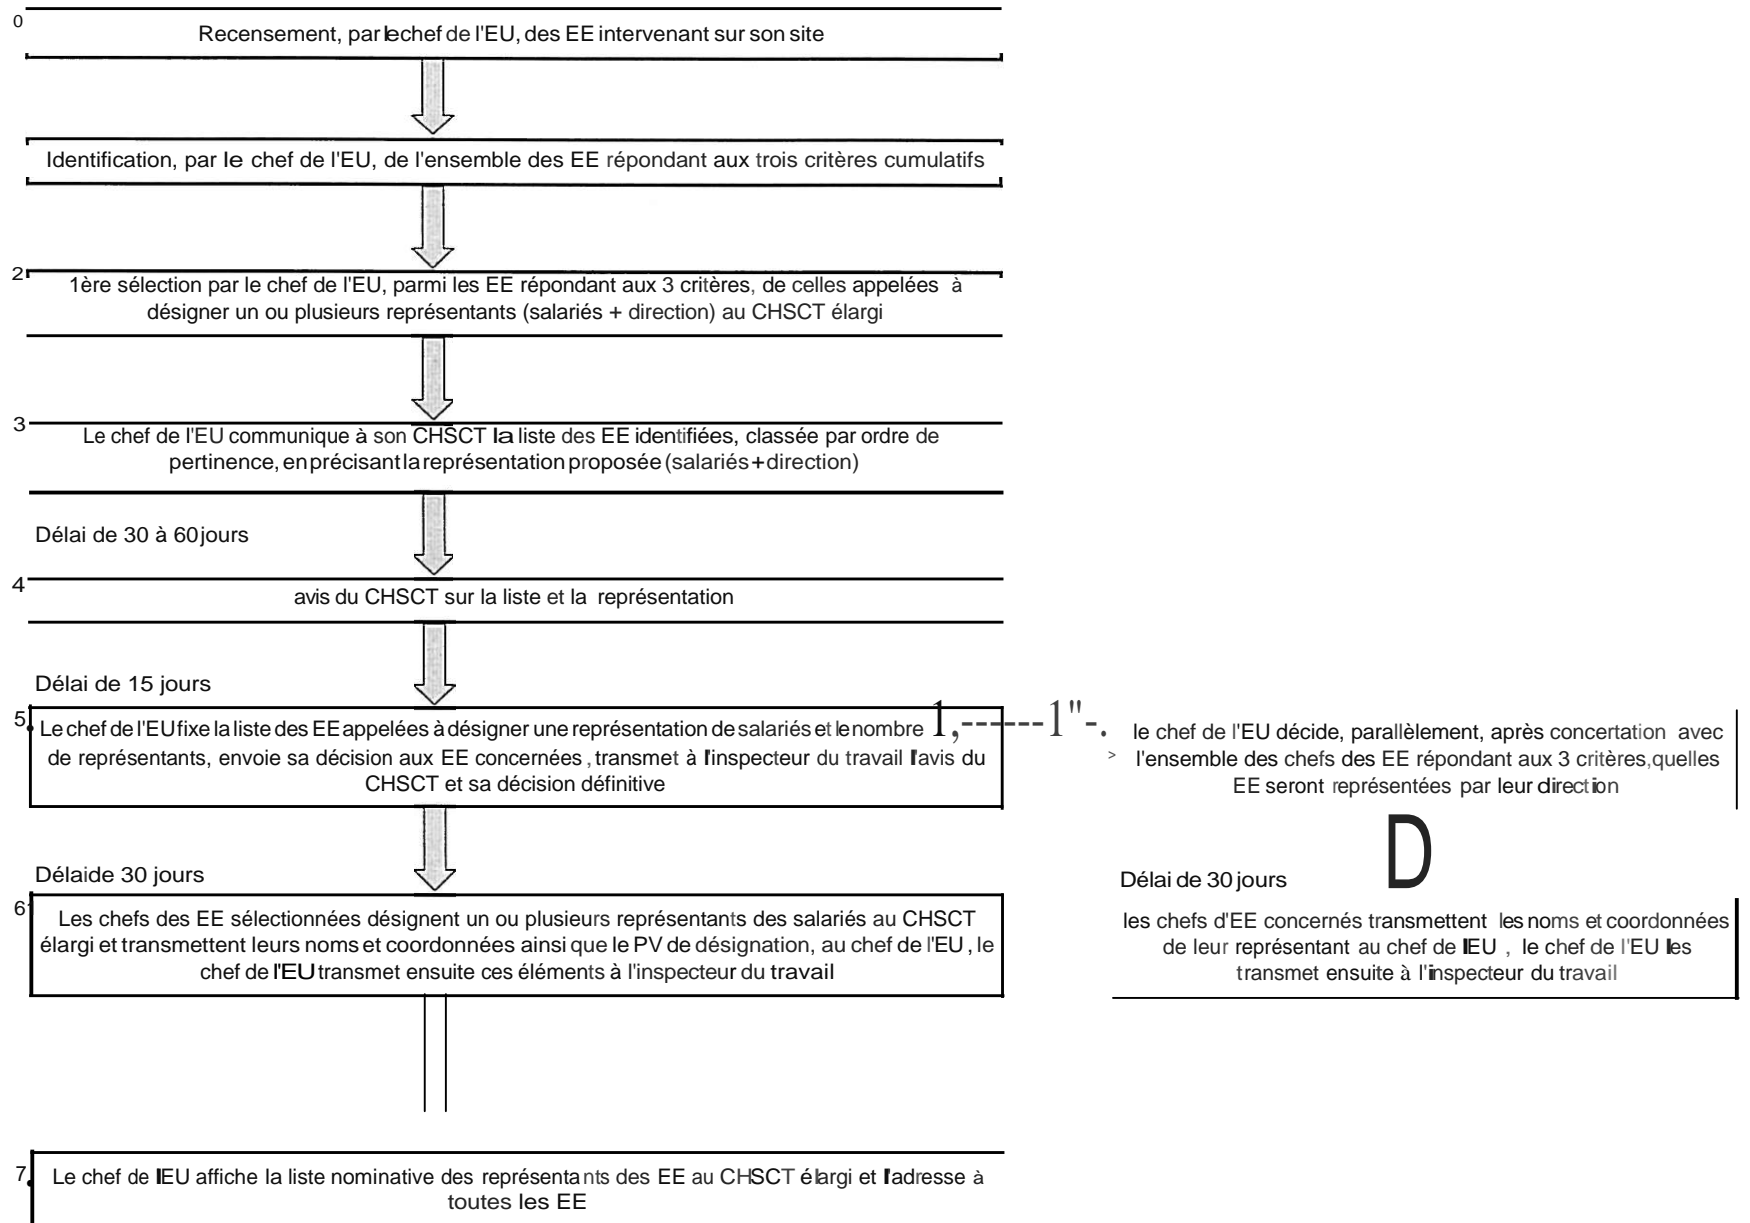 0
Recensement, par le chef de l'EU, des EE intervenant sur son site
Identification, par le chef de l'EU, de l'ensemble des EE répondant aux trois critères cumulatifs
2
1ère sélection par le chef de l'EU, parmi les EE répondant aux 3 critères, de celles appelées à
désigner un ou plusieurs représentants (salariés + direction) au CHSCT élargi
3
Le chef de l'EU communique à son CHSCT la liste des EE identifiées, classée par ordre de
pertinence, en précisant la représentation proposée (salariés + direction)
Délai de 30 à 60 jours
4
avis du CHSCT sur la liste et la représentation
Délai de 15 jours
5
Le chef de l'EU fixe la liste des EE appelées à désigner une représentation de salariés et le nombre
de représentants, envoie sa décision aux EE concernées , transmet à l'inspecteur du travail l'avis du
CHSCT et sa décision définitive
1,------1"-.
>
le chef de l'EU décide, parallèlement, après concertation avec
l'ensemble des chefs des EE répondant aux 3 critères,quelles
EE seront représentées par leur direction
D
Délaide 30 jours
6
Les chefs des EE sélectionnées désignent un ou plusieurs représentants des salariés au CHSCT
élargi et transmettent leurs noms et coordonnées ainsi que le PV de désignation, au chef de l'EU , le
chef de l'EU transmet ensuite ces éléments à l'inspecteur du travail
Délai de 30 jours
les chefs d'EE concernés transmettent les noms et coordonnées
de leur représentant au chef de lEU , le chef de l'EU les
transmet ensuite à l'inspecteur du travail
7.
Le chef de lEU affiche la liste nominative des représentants des EE au CHSCT élargi et l'adresse à
toutes les EE